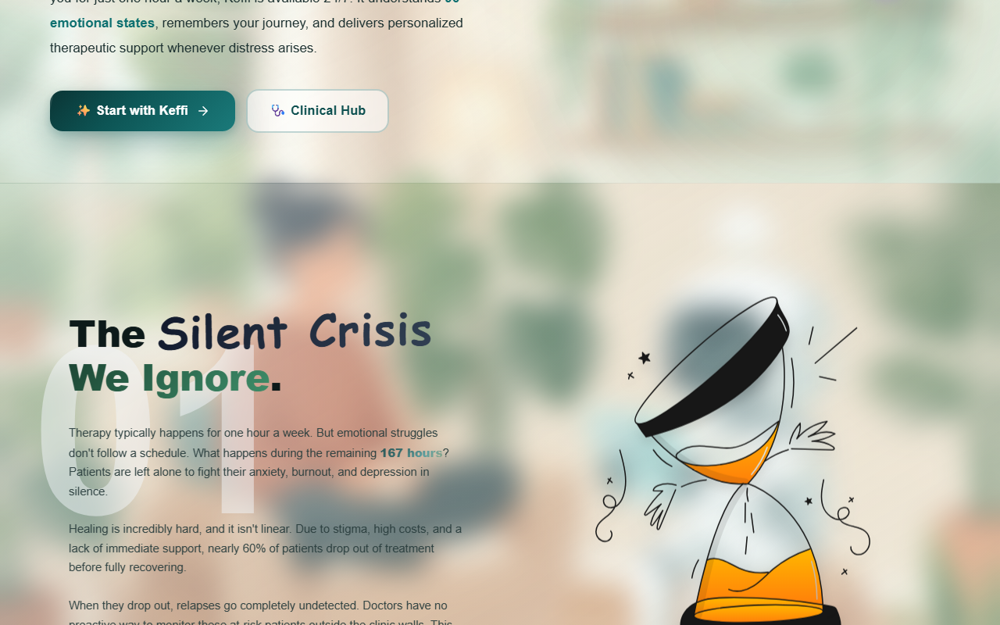 you for just one hour a week, Keffi is available 24/7. It understands 90
emotional states, remembers your journey, and delivers personalized
therapeutic support whenever distress arises.
✨ Start with Keffi →
🩺 Clinical Hub
01
The Silent Crisis
We Ignore.
Therapy typically happens for one hour a week. But emotional struggles
don't follow a schedule. What happens during the remaining 167 hours?
Patients are left alone to fight their anxiety, burnout, and depression in
silence.
Healing is incredibly hard, and it isn't linear. Due to stigma, high costs, and a
lack of immediate support, nearly 60% of patients drop out of treatment
before fully recovering.
When they drop out, relapses go completely undetected. Doctors have no
proactive way to monitor these at-risk patients outside the clinic walls. This